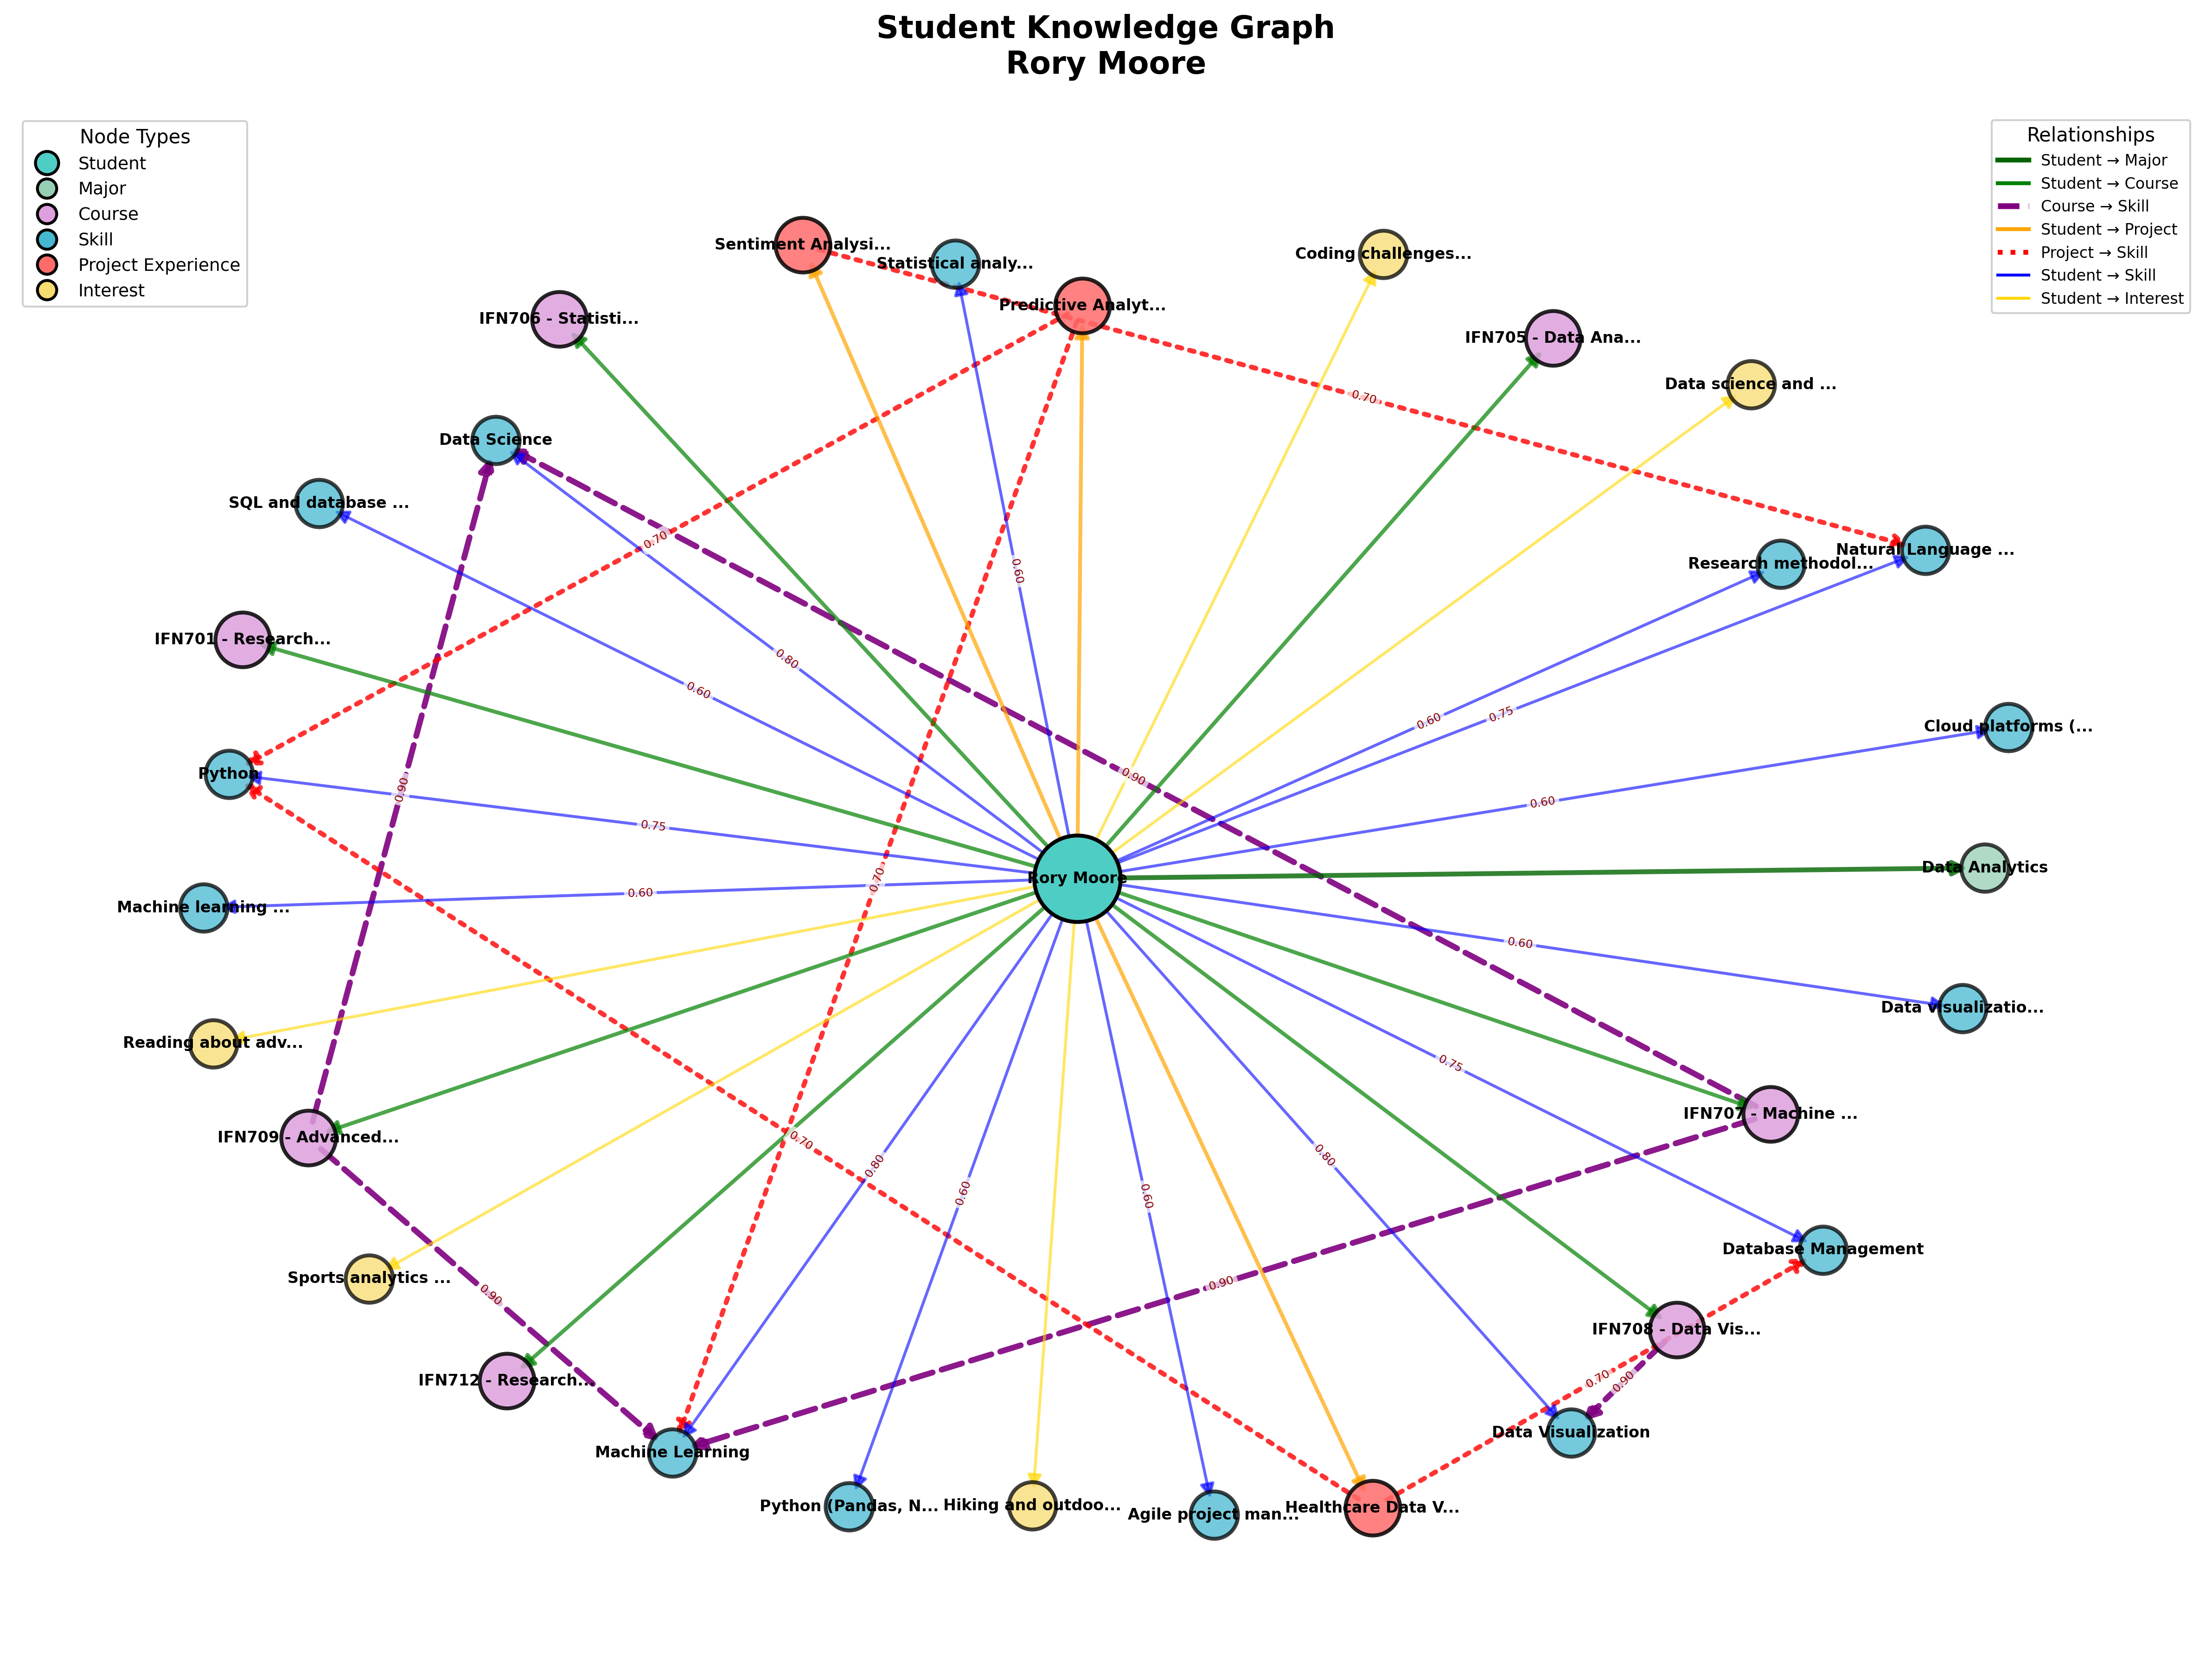 Student Knowledge Graph
Rory Moore
Node Types
Student
Major
Course
Skill
Project Experience
Interest
Relationships
Student → Major
Student → Course
Course → Skill
Student → Project
Project → Skill
Student → Skill
Student → Interest
Sentiment Analysi...
Statistical analy...
Coding challenges...
Predictive Analyt...
IFN706 - Statisti...
IFN705 - Data Ana...
Data science and ...
0.70
Data Science
SQL and database ...
0.70
Natural Language ...
Research methodol...
0.60
IFN701 - Research...
0.80
0.60
0.60
0.75
Cloud platforms (...
Python
0.90
0.90
0.60
0.75
Rory Moore
Data Analytics
0.70
Machine learning ...
0.60
0.60
Data visualizatio...
Reading about adv...
0.75
IFN707 - Machine ...
IFN709 - Advanced...
0.70
0.80
0.80
0.60
0.60
Database Management
Sports analytics ...
0.90
0.90
IFN708 - Data Vis...
IFN712 - Research...
0.70
0.90
Data Visualization
Machine Learning
Python (Pandas, N...
Hiking and outdoo...
Agile project man...
Healthcare Data V...